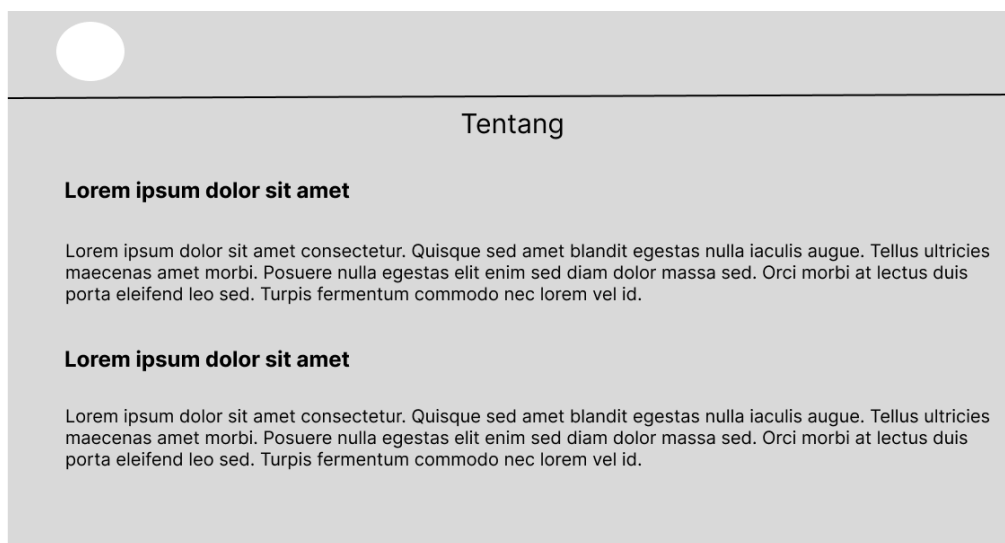 Tentang
Lorem ipsum dolor sit amet
Lorem ipsum dolor sit amet consectetur. Quisque sed amet blandit egestas nulla iaculis augue. Tellus ultricies
maecenas amet morbi. Posuere nulla egestas elit enim sed diam dolor massa sed. Orci morbi at lectus duis
porta eleifend leo sed. Turpis fermentum commodo nec lorem vel id.
Lorem ipsum dolor sit amet
Lorem ipsum dolor sit amet consectetur. Quisque sed amet blandit egestas nulla iaculis augue. Tellus ultricies
maecenas amet morbi. Posuere nulla egestas elit enim sed diam dolor massa sed. Orci morbi at lectus duis
porta eleifend leo sed. Turpis fermentum commodo nec lorem vel id.